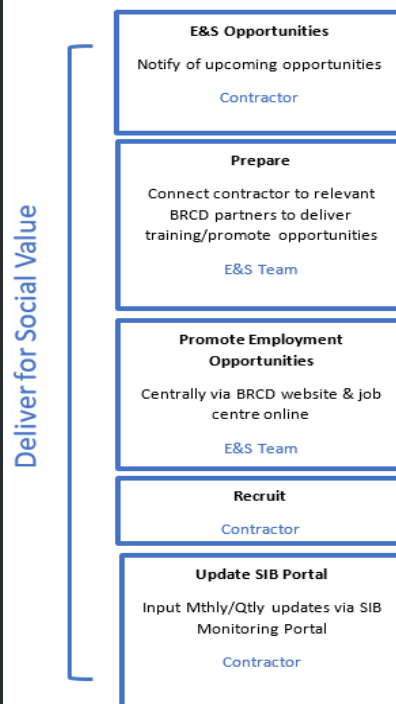 Deliver for Social Value
E&S Opportunities
Notify of upcoming opportunities
Contractor
Prepare
Connect contractor to relevant
BRCD partners to deliver
training/promote opportunities
E&S Team
Promote Employment
Opportunities
Centrally via BRCD website & job
centre online
E&S Team
Recruit
Contractor
Update SIB Portal
Input Mthly/Qtly updates via SIB
Monitoring Portal
Contractor